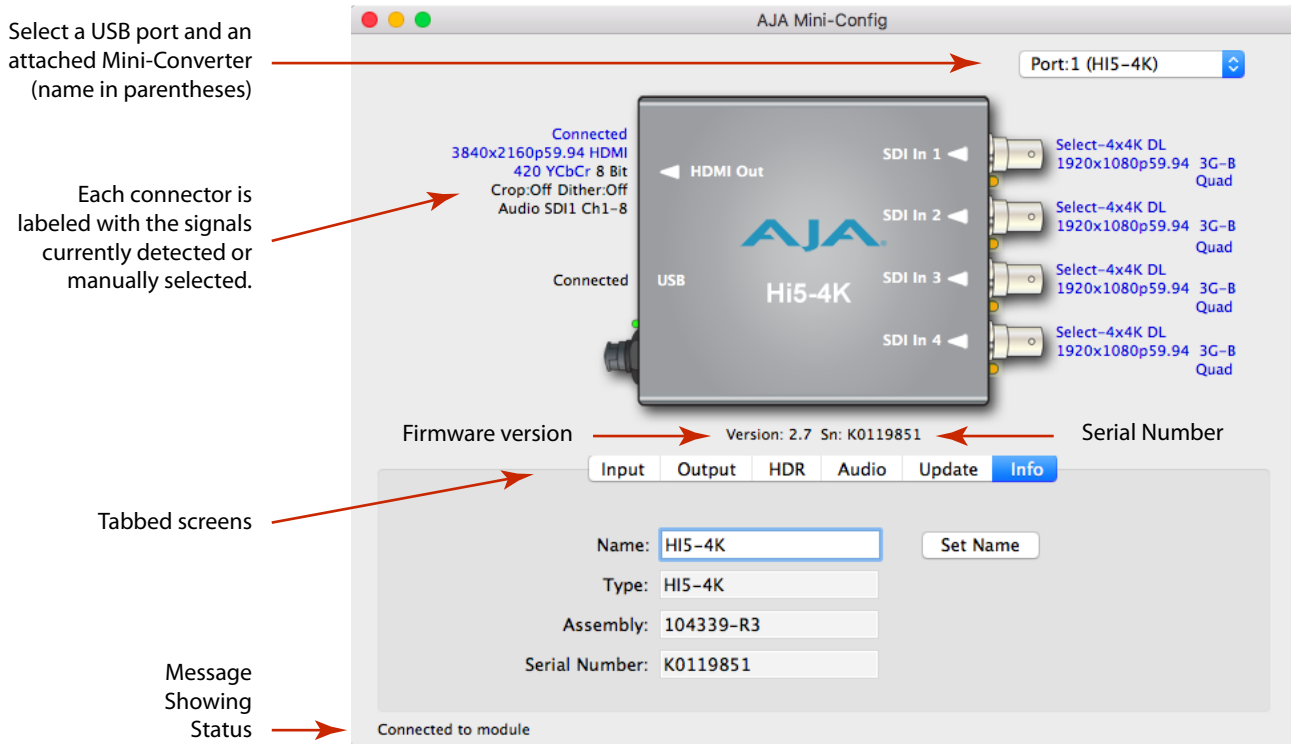 AJA Mini-Config
Select a USB port and an
attached Mini-Converter
(name in parentheses)
Port:1 (HI5-4K)
Connected
3840x2160p59.94 HDMI
420 YCbCr 8 Bit
Crop:Off Dither:Off
Audio SDI1 Ch1-8
HDMI Out
SDI In 1
Select-4x4K DL
1920x1080p59.94 3G-B
Quad
Each connector is
labeled with the signals
currently detected or
manually selected.
SDI In 2
Select-4x4K DL
1920x1080p59.94 3G-B
Quad
AJA
Connected
USB
Hi5-4K
SDI In 3
Select-4x4K DL
1920x1080p59.94 3G-B
Quad
SDI In 4
Select-4x4K DL
1920x1080p59.94 3G-B
Quad
Firmware version
Version: 2.7 Sn: K0119851
Serial Number
Input Output HDR Audio Update Info
Tabbed screens
Name: HI5-4K Set Name
Type: HI5-4K
Assembly: 104339-R3
Serial Number: K0119851
Message
Showing
Status
Connected to module